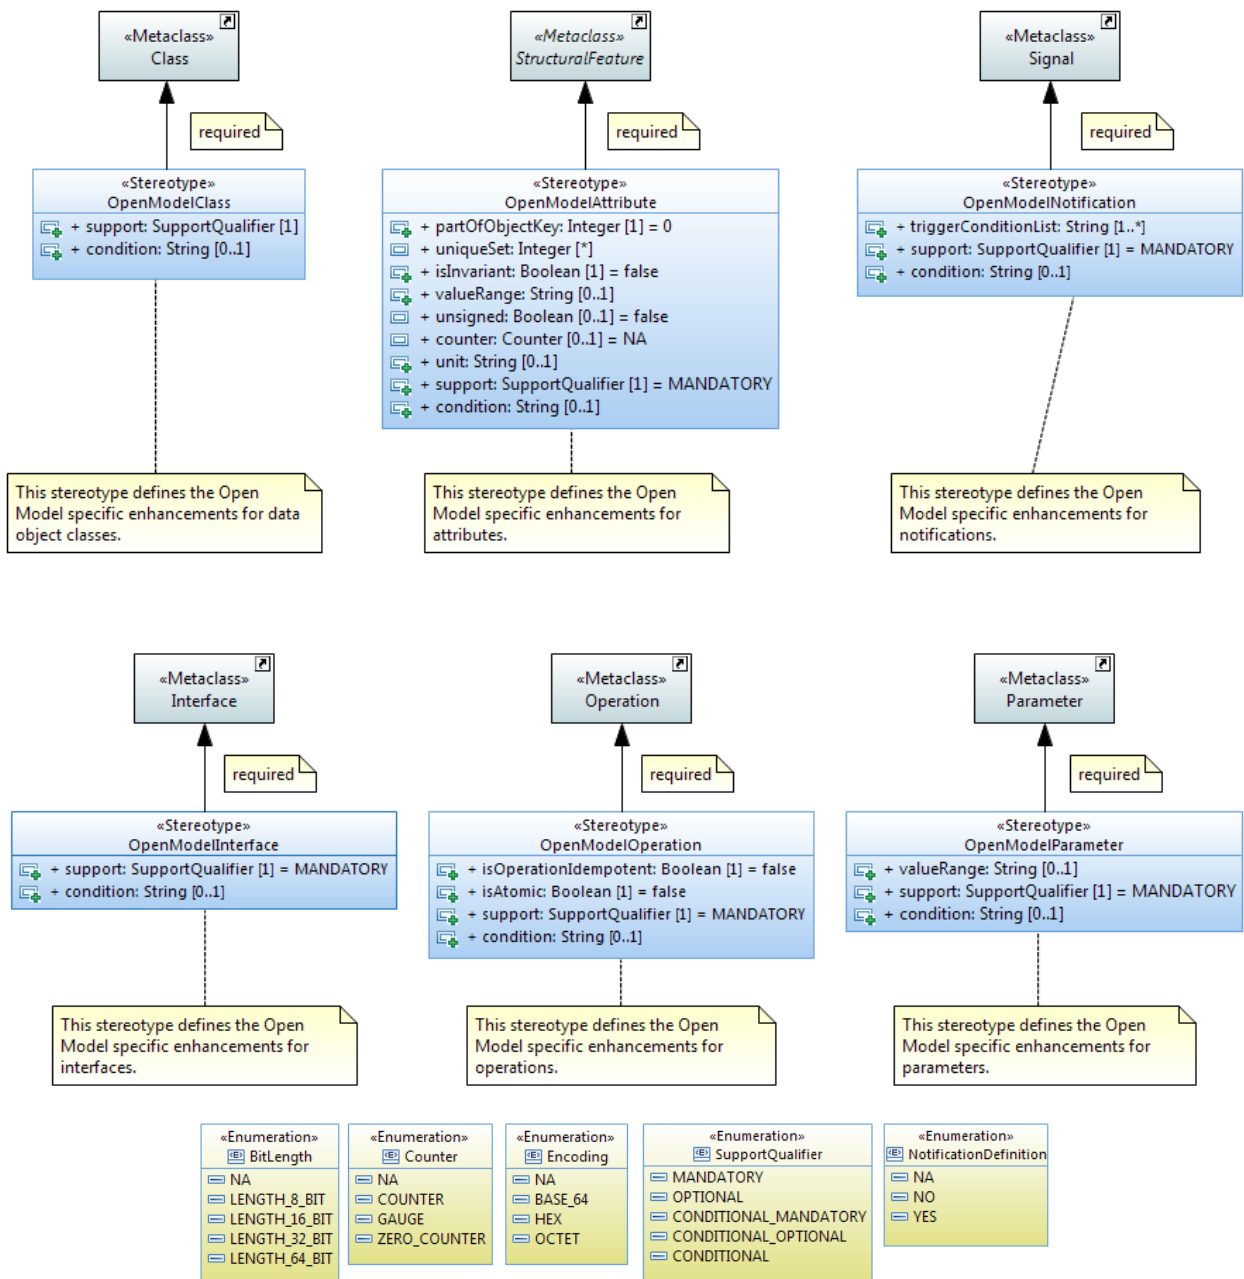 «Metaclass»
Class
«Metaclass»
StructuralFeature
«Metaclass»
Signal
required
required
required
«Stereotype»
OpenModelClass
+ support: SupportQualifier [1]
+ condition: String [0..1]
«Stereotype»
OpenModelAttribute
+ partOfObjectKey: Integer [1] = 0
+ uniqueSet: Integer [*]
+ isInvariant: Boolean [1] = false
+ valueRange: String [0..1]
+ unsigned: Boolean [0..1] = false
+ counter: Counter [0..1] = NA
+ unit: String [0..1]
+ support: SupportQualifier [1] = MANDATORY
+ condition: String [0..1]
«Stereotype»
OpenModelNotification
+ triggerConditionList: String [1..*]
+ support: SupportQualifier [1] = MANDATORY
+ condition: String [0..1]
This stereotype defines the Open
Model specific enhancements for data
object classes.
This stereotype defines the Open
Model specific enhancements for
attributes.
This stereotype defines the Open
Model specific enhancements for
notifications.
«Metaclass»
Interface
«Metaclass»
Operation
«Metaclass»
Parameter
required
required
required
«Stereotype»
OpenModelInterface
+ support: SupportQualifier [1] = MANDATORY
+ condition: String [0..1]
«Stereotype»
OpenModelOperation
+ isOperationIdempotent: Boolean [1] = false
+ isAtomic: Boolean [1] = false
+ support: SupportQualifier [1] = MANDATORY
+ condition: String [0..1]
«Stereotype»
OpenModelParameter
+ valueRange: String [0..1]
+ support: SupportQualifier [1] = MANDATORY
+ condition: String [0..1]
This stereotype defines the Open
Model specific enhancements for
interfaces.
This stereotype defines the Open
Model specific enhancements for
operations.
This stereotype defines the Open
Model specific enhancements for
parameters.
«Enumeration»
BitLength
NA
LENGTH_8_BIT
LENGTH_16_BIT
LENGTH_32_BIT
LENGTH_64_BIT
«Enumeration»
Counter
NA
COUNTER
GAUGE
ZERO_COUNTER
«Enumeration»
Encoding
NA
BASE_64
HEX
OCTET
«Enumeration»
SupportQualifier
MANDATORY
OPTIONAL
CONDITIONAL_MANDATORY
CONDITIONAL_OPTIONAL
CONDITIONAL
«Enumeration»
NotificationDefinition
NA
NO
YES